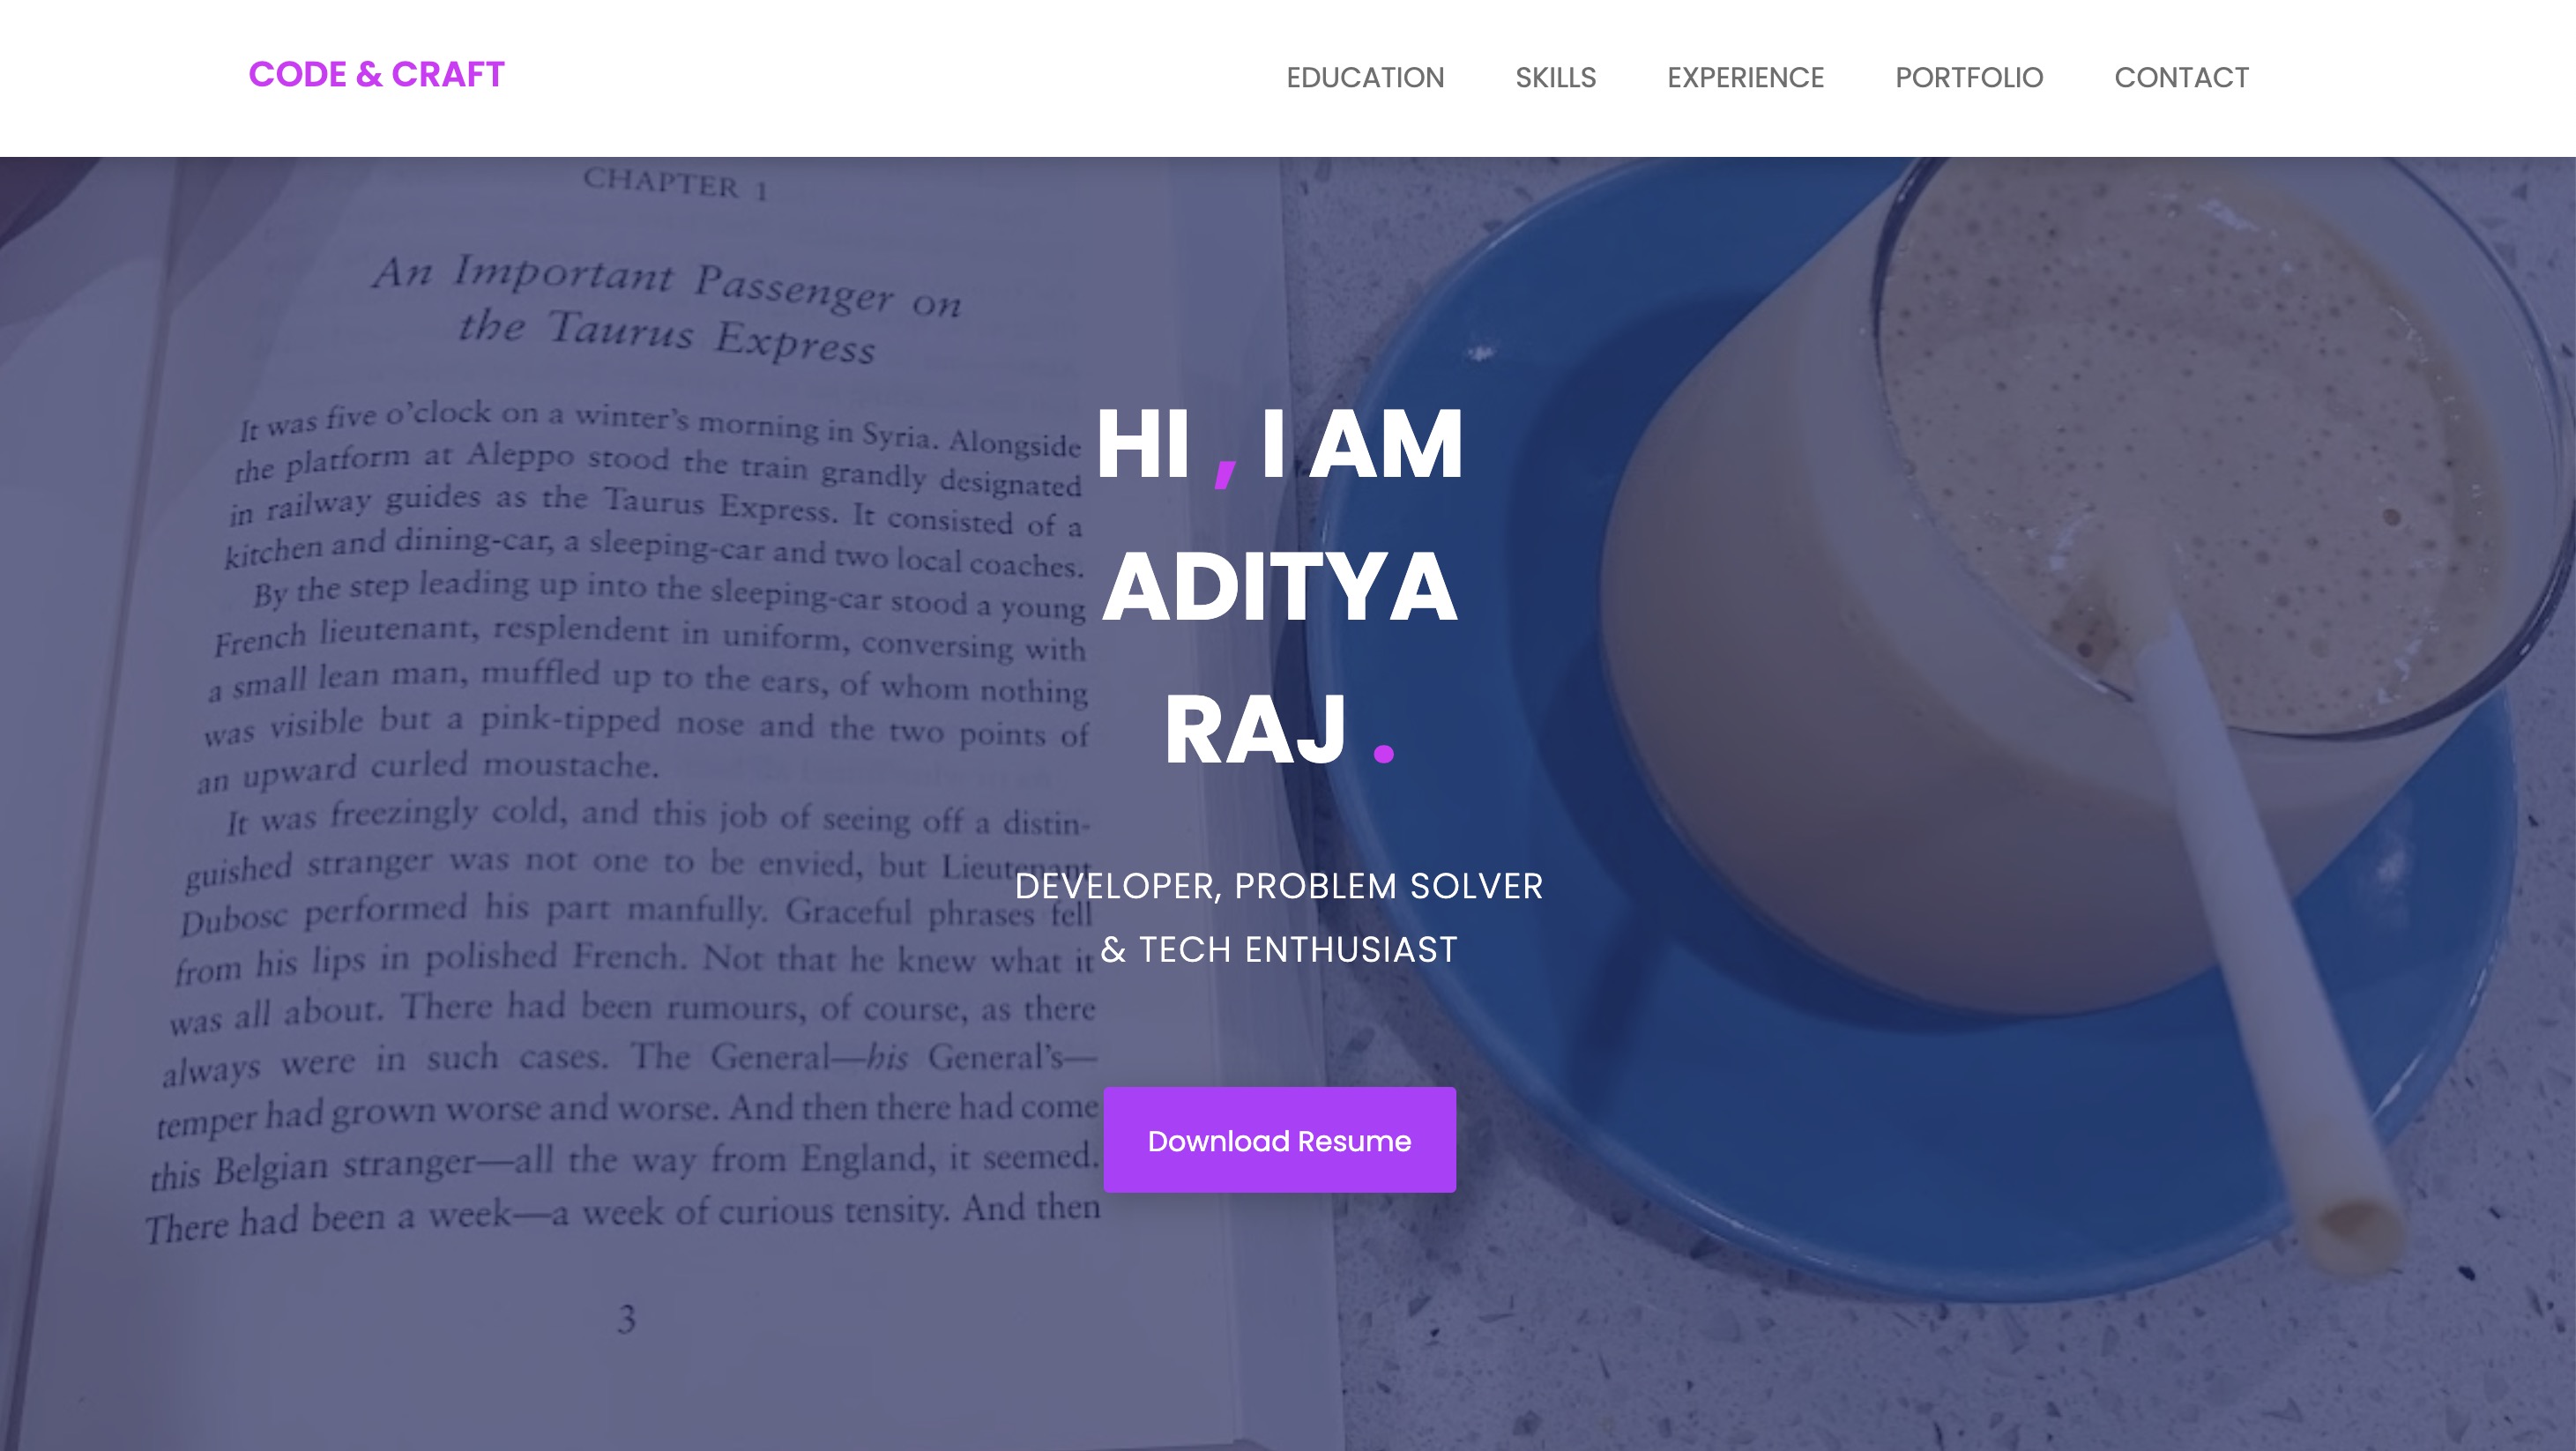 CODE & CRAFT
EDUCATION SKILLS EXPERIENCE PORTFOLIO CONTACT
CHAPTER 1
An Important Passenger on
the Taurus Express
It was five o’clock on a winter’s morning in Syria. Alongside
the platform at Aleppo stood the train grandly designated
in railway guides as the Taurus Express. It consisted of a
kitchen and dining-car, a sleeping-car and two local coaches.
By the step leading up into the sleeping-car stood a young
French lieutenant, resplendent in uniform, conversing with
a small lean man, muffled up to the ears, of whom nothing
was visible but a pink-tipped nose and the two points of
an upward curled moustache.
It was freezingly cold, and this job of seeing off a distin-
guished stranger was not one to be envied, but Lieutenant
Dubosc performed his part manfully. Graceful phrases fell
from his lips in polished French. Not that he knew what it
was all about. There had been rumours, of course, as there
always were in such cases. The General—his General’s—
temper had grown worse and worse. And then there had come
this Belgian stranger—all the way from England, it seemed.
There had been a week—a week of curious tensity. And then
3
HI , I AM
ADITYA
RAJ .
DEVELOPER, PROBLEM SOLVER
& TECH ENTHUSIAST
Download Resume